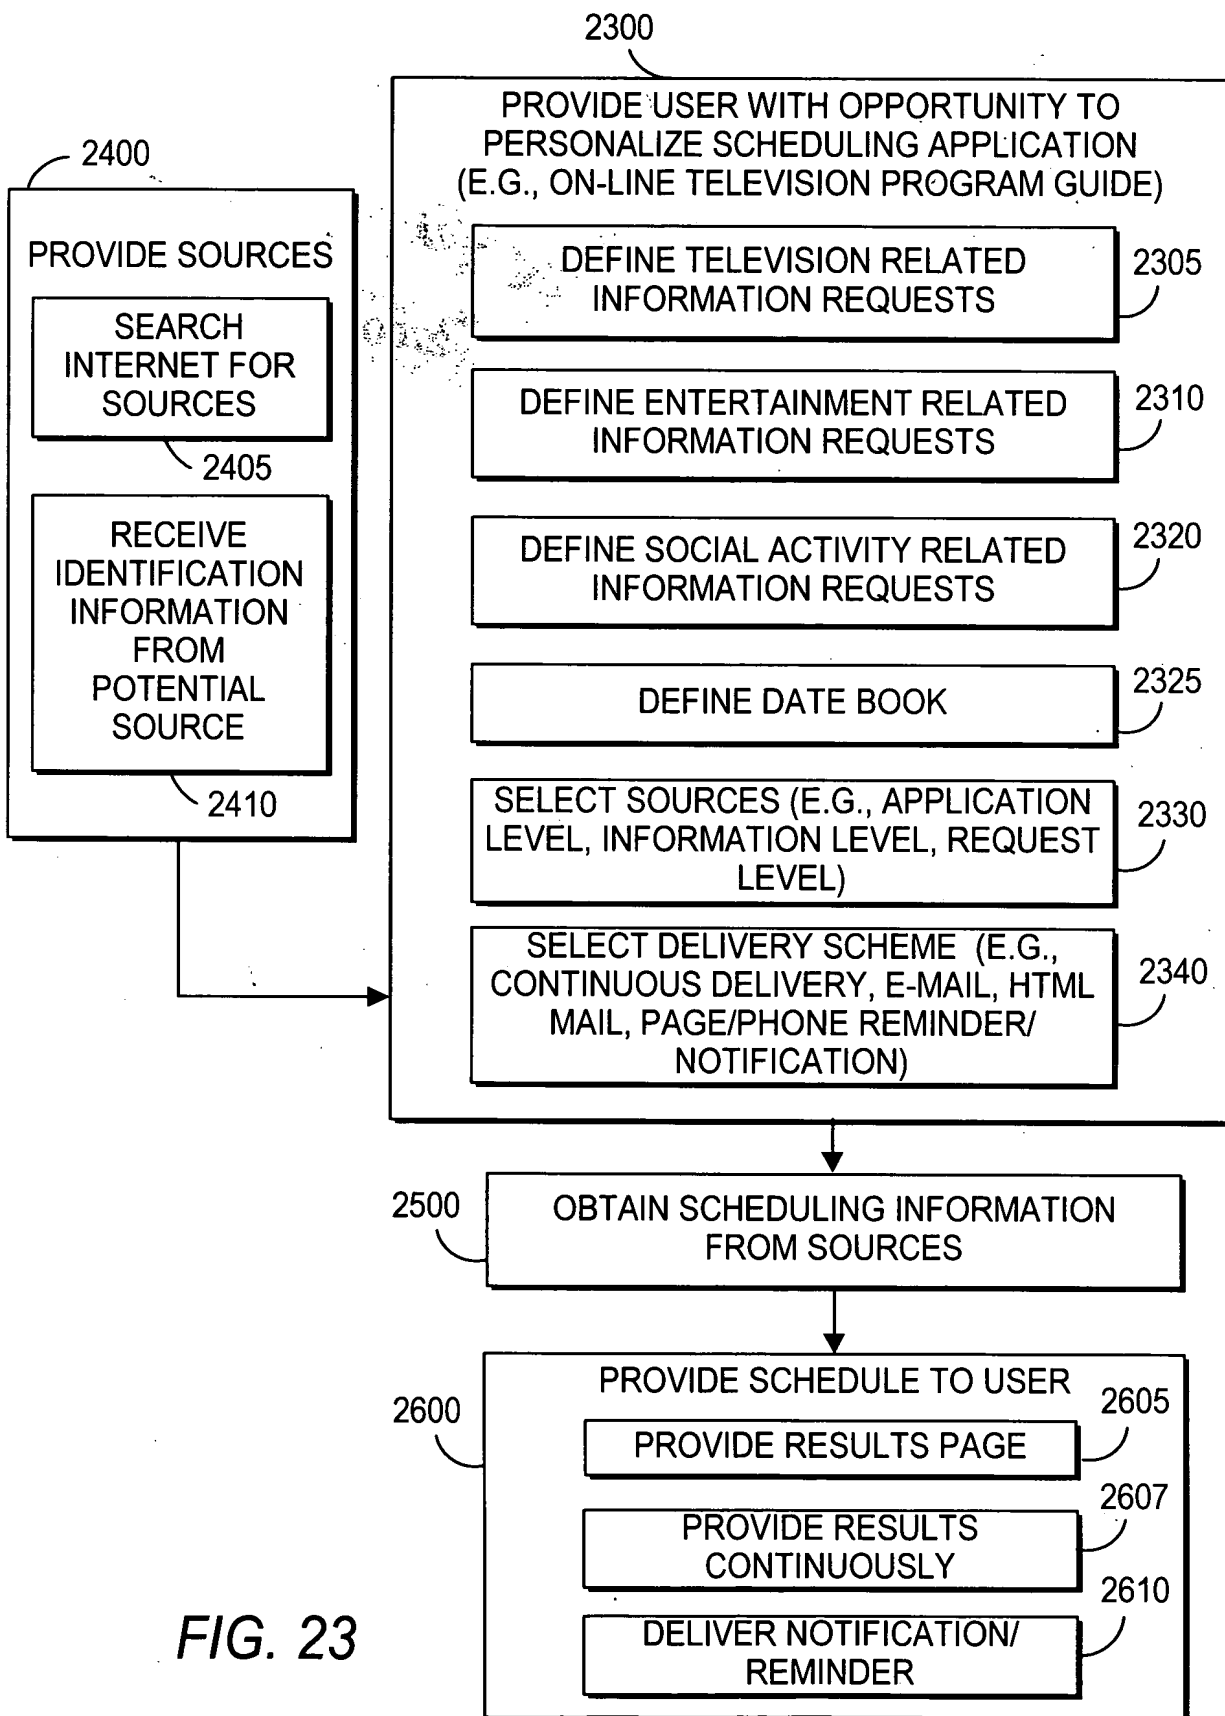 2300
PROVIDE USER WITH OPPORTUNITY TO
PERSONALIZE SCHEDULING APPLICATION
(E.G., ON-LINE TELEVISION PROGRAM GUIDE)
2400
PROVIDE SOURCES
SEARCH
INTERNET FOR
SOURCES
2405
RECEIVE
IDENTIFICATION
INFORMATION
FROM
POTENTIAL
SOURCE
2410
DEFINE TELEVISION RELATED
INFORMATION REQUESTS
2305
DEFINE ENTERTAINMENT RELATED
INFORMATION REQUESTS
2310
DEFINE SOCIAL ACTIVITY RELATED
INFORMATION REQUESTS
2320
DEFINE DATE BOOK
2325
SELECT SOURCES (E.G., APPLICATION
LEVEL, INFORMATION LEVEL, REQUEST
LEVEL)
2330
SELECT DELIVERY SCHEME (E.G.,
CONTINUOUS DELIVERY, E-MAIL, HTML
MAIL, PAGE/PHONE REMINDER/
NOTIFICATION)
2340
2500
OBTAIN SCHEDULING INFORMATION
FROM SOURCES
2600
PROVIDE SCHEDULE TO USER
PROVIDE RESULTS PAGE
2605
PROVIDE RESULTS
CONTINUOUSLY
2607
DELIVER NOTIFICATION/
REMINDER
2610
FIG. 23